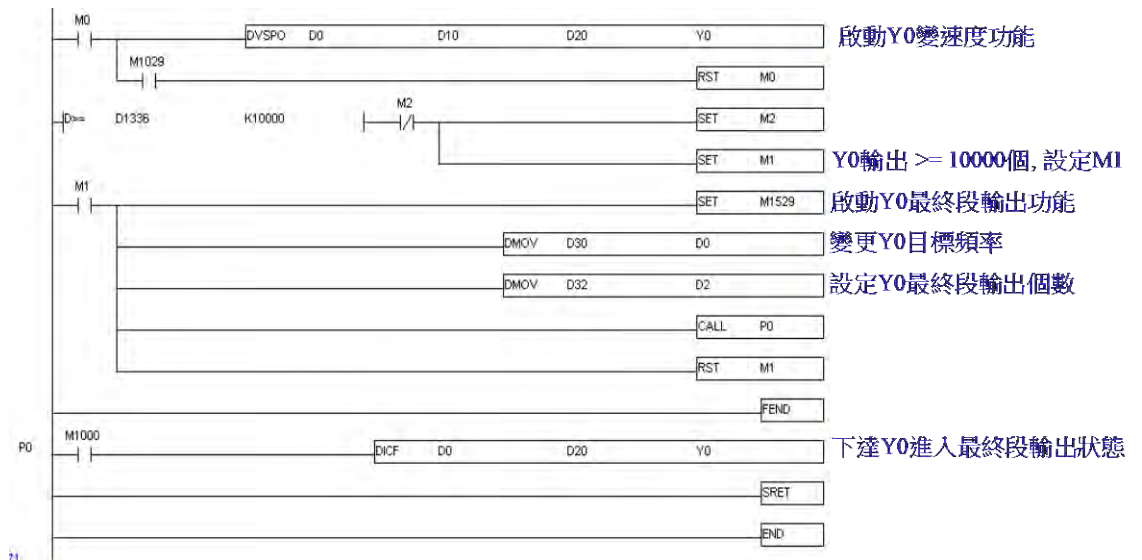 M0
DVSPO D0 D10 D20 Y0 啟動Y0變速度功能
M1029
RST M0
D>= D1336 K10000 M2 SET M2
SET M1 Y0輸出 >= 10000個, 設定M1
M1
SET M1529 啟動Y0最終段輸出功能
DMOV D30 D0 變更Y0目標頻率
DMOV D32 D2 設定Y0最終段輸出個數
CALL P0
RST M1
FEND
P0 M1000 DICF D0 D20 Y0 下達Y0進入最終段輸出狀態
SRET
END